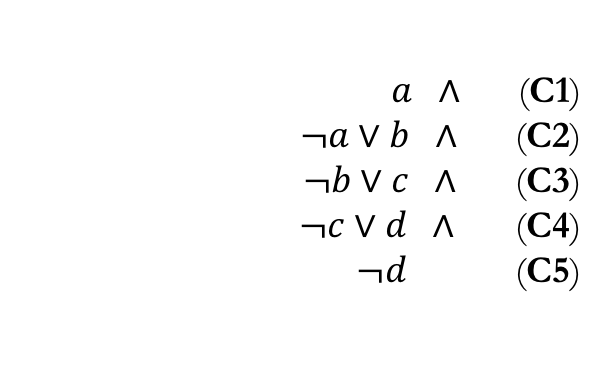 a ∧ (C1)
¬a ∨ b ∧ (C2)
¬b ∨ c ∧ (C3)
¬c ∨ d ∧ (C4)
¬d (C5)